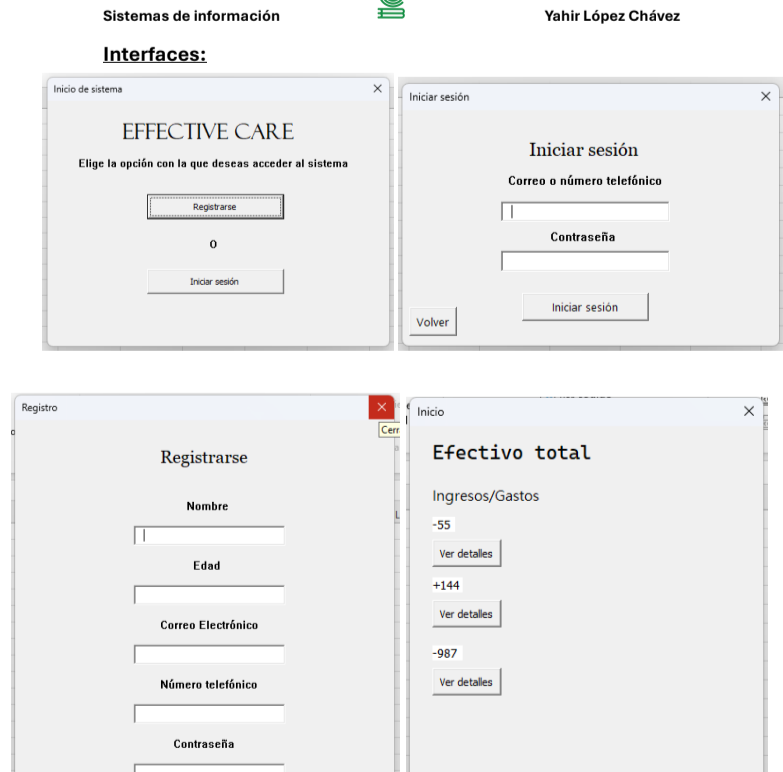 Sistemas de información
Yahir López Chávez
Interfaces:
Inicio de sistema
EFFECTIVE CARE
Elige la opción con la que deseas acceder al sistema
Registrarse
O
Iniciar sesión
Iniciar sesión
Iniciar sesión
Correo o número telefónico
Contraseña
Iniciar sesión
Volver
Registro
Cerr
Registrarse
Nombre
Edad
Correo Electrónico
Número telefónico
Contraseña
Inicio
Efectivo total
Ingresos/Gastos
-55
Ver detalles
+144
Ver detalles
-987
Ver detalles